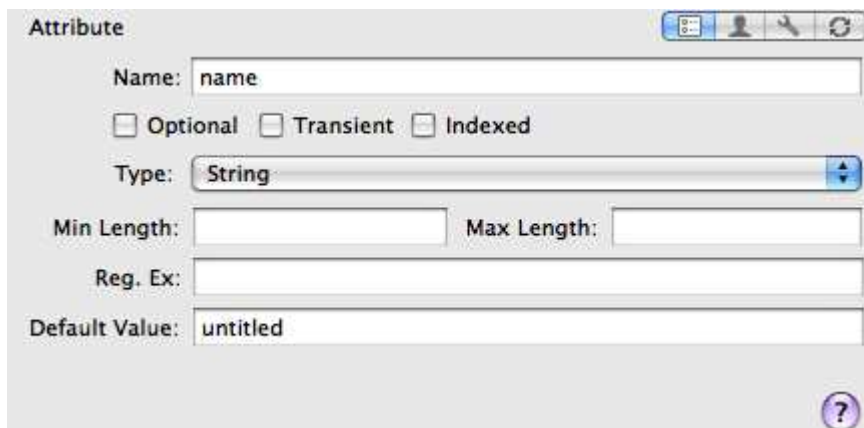 Attribute
Name: name
Optional Transient Indexed
Type: String
Min Length: Max Length:
Reg. Ex:
Default Value: untitled
?